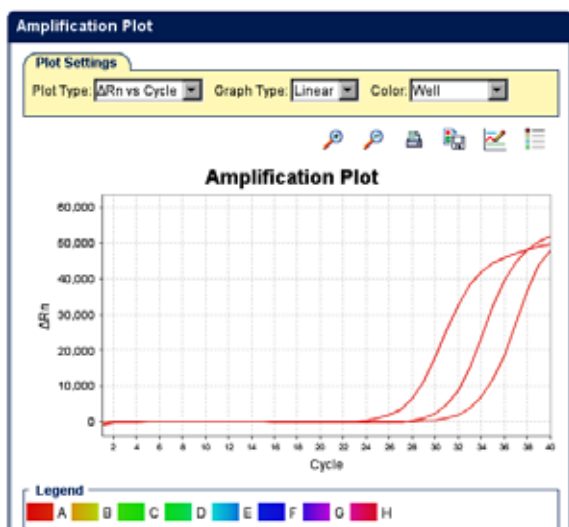 Amplification Plot
Plot Settings
Plot Type: ΔRn vs Cycle Graph Type: Linear Color: Well
Amplification Plot
60,000
50,000
40,000
30,000
20,000
10,000
0
ΔRn
2 4 6 8 10 12 14 16 18 20 22 24 26 28 30 32 34 36 38 40
Cycle
Legend
A B C D E F G H